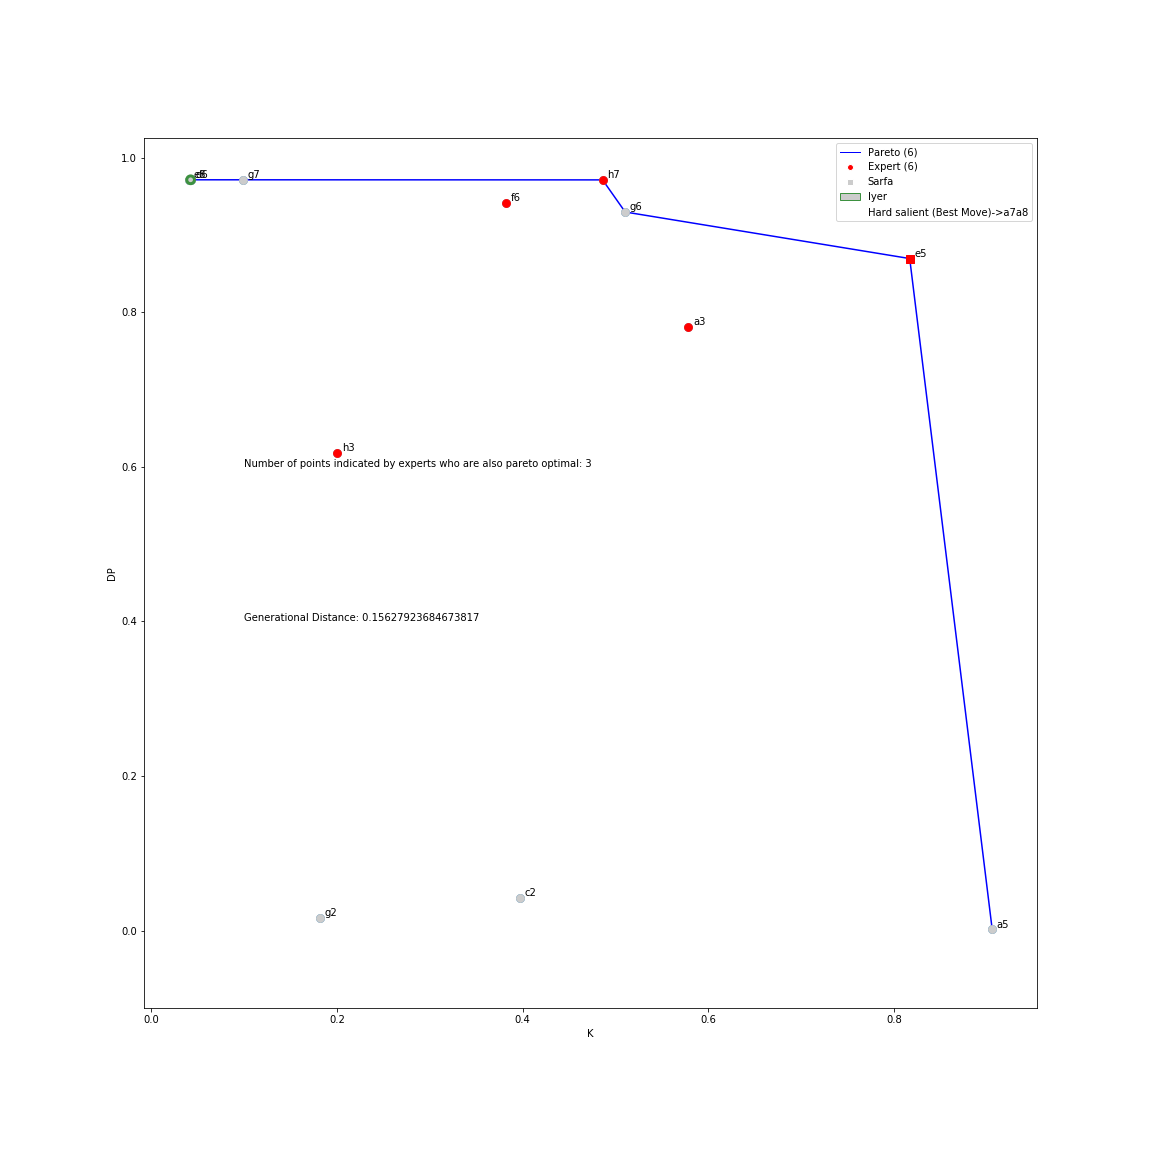 1.0
0.8
0.6
0.4
0.2
0.0
DP
0.0
0.2
0.4
0.6
0.8
K
g7
h7
f6
g6
e5
a3
h3
Number of points indicated by experts who are also pareto optimal: 3
Generational Distance: 0.15627923684673817
c2
g2
a5
Pareto (6)
Expert (6)
Sarfa
Iyer
Hard salient (Best Move)->a7a8